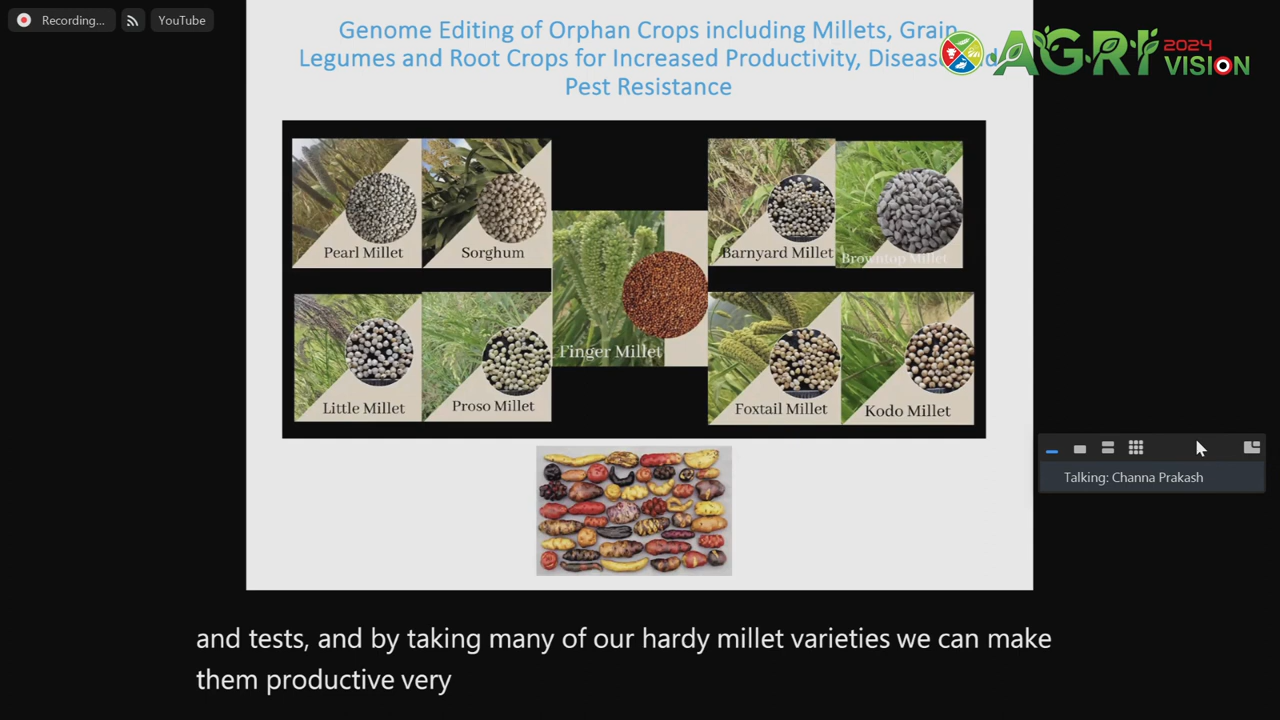 Recording...
YouTube
Genome Editing of Orphan Crops including Millets, Grain
Legumes and Root Crops for Increased Productivity, Disease
Pest Resistance
AGRI 2024 VISION
Pearl Millet
Sorghum
Barnyard Millet
Browntop Millet
Finger Millet
Little Millet
Proso Millet
Foxtail Millet
Kodo Millet
Talking: Channa Prakash
and tests, and by taking many of our hardy millet varieties we can make
them productive very